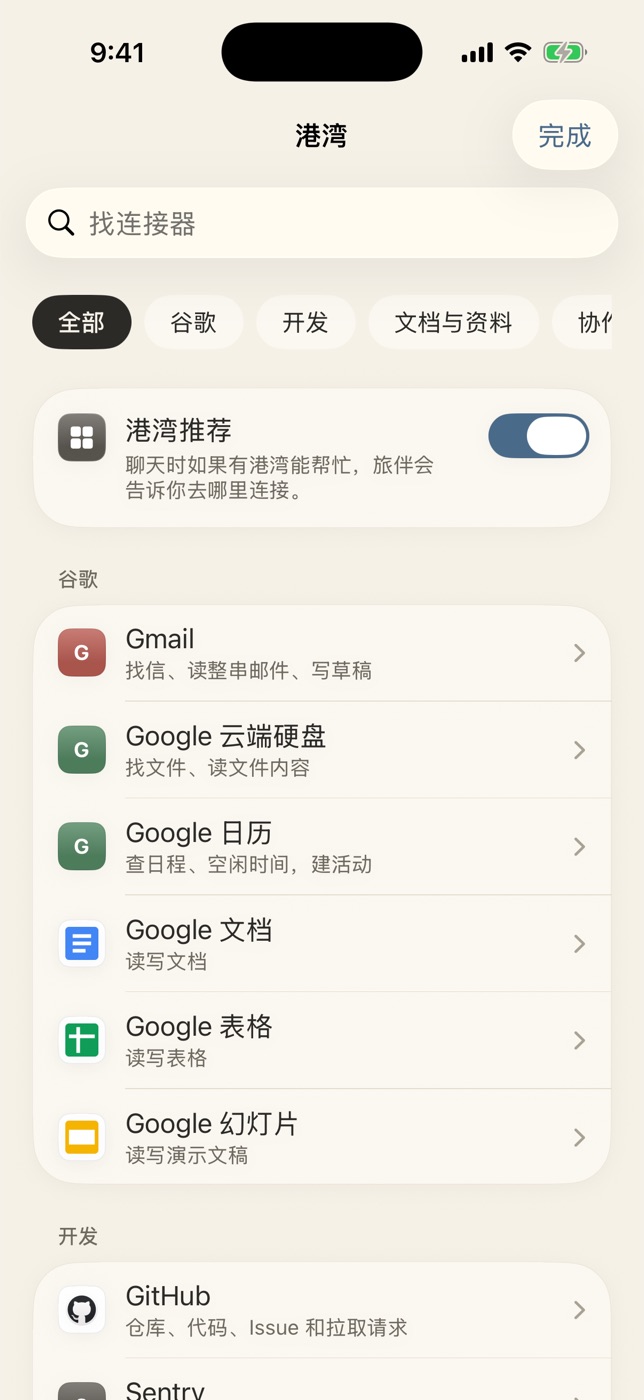 9:41
港湾
完成
找连接器
全部
谷歌
开发
文档与资料
协作
港湾推荐
聊天时如果有港湾能帮忙，旅伴会
告诉你去哪里连接。
谷歌
G
Gmail
找信、读整串邮件、写草稿
G
Google 云端硬盘
找文件、读文件内容
G
Google 日历
查日程、空闲时间，建活动
Google 文档
读写文档
Google 表格
读写表格
Google 幻灯片
读写演示文稿
开发
GitHub
仓库、代码、Issue 和拉取请求
Sentry